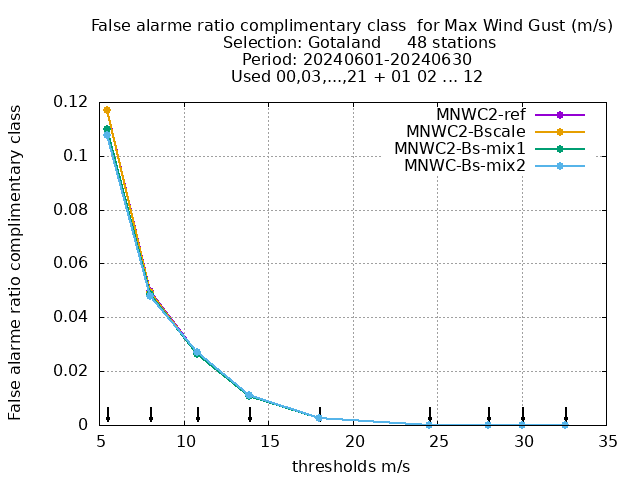 False alarme ratio complimentary class  for Max Wind Gust (m/s)
Selection: Gotaland     48 stations
Period: 20240601-20240630
Used 00,03,...,21 + 01 02 ... 12
False alarme ratio complimentary class
0.12
0.1
0.08
0.06
0.04
0.02
0
MNWC2-ref
MNWC2-Bscale
MNWC2-Bs-mix1
MNWC-Bs-mix2
5 10 15 20 25 30 35
thresholds m/s